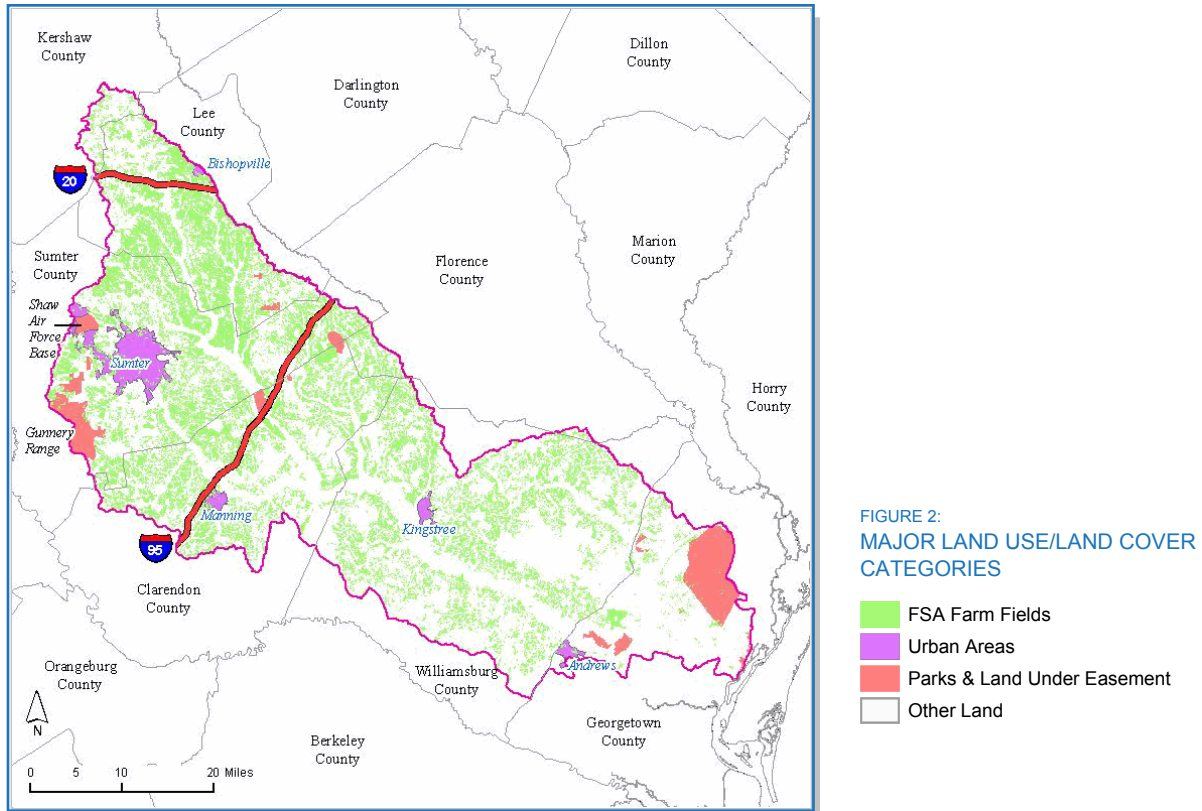 Kershaw
County
Dillon
County
Darlington
County
Lee
County
Bishopville
20
Sumter
County
Marion
County
Florence
County
Shaw
Air
Force
Base
Sumter
Horry
County
Gunnery
Range
Manning
Kingstree
95
Clarendon
County
Andrews
Orangeburg
County
Williamsburg
County
Georgetown
County
Berkeley
County
N
0 5 10 20 Miles
FIGURE 2:
MAJOR LAND USE/LAND COVER
CATEGORIES
FSA Farm Fields
Urban Areas
Parks & Land Under Easement
Other Land